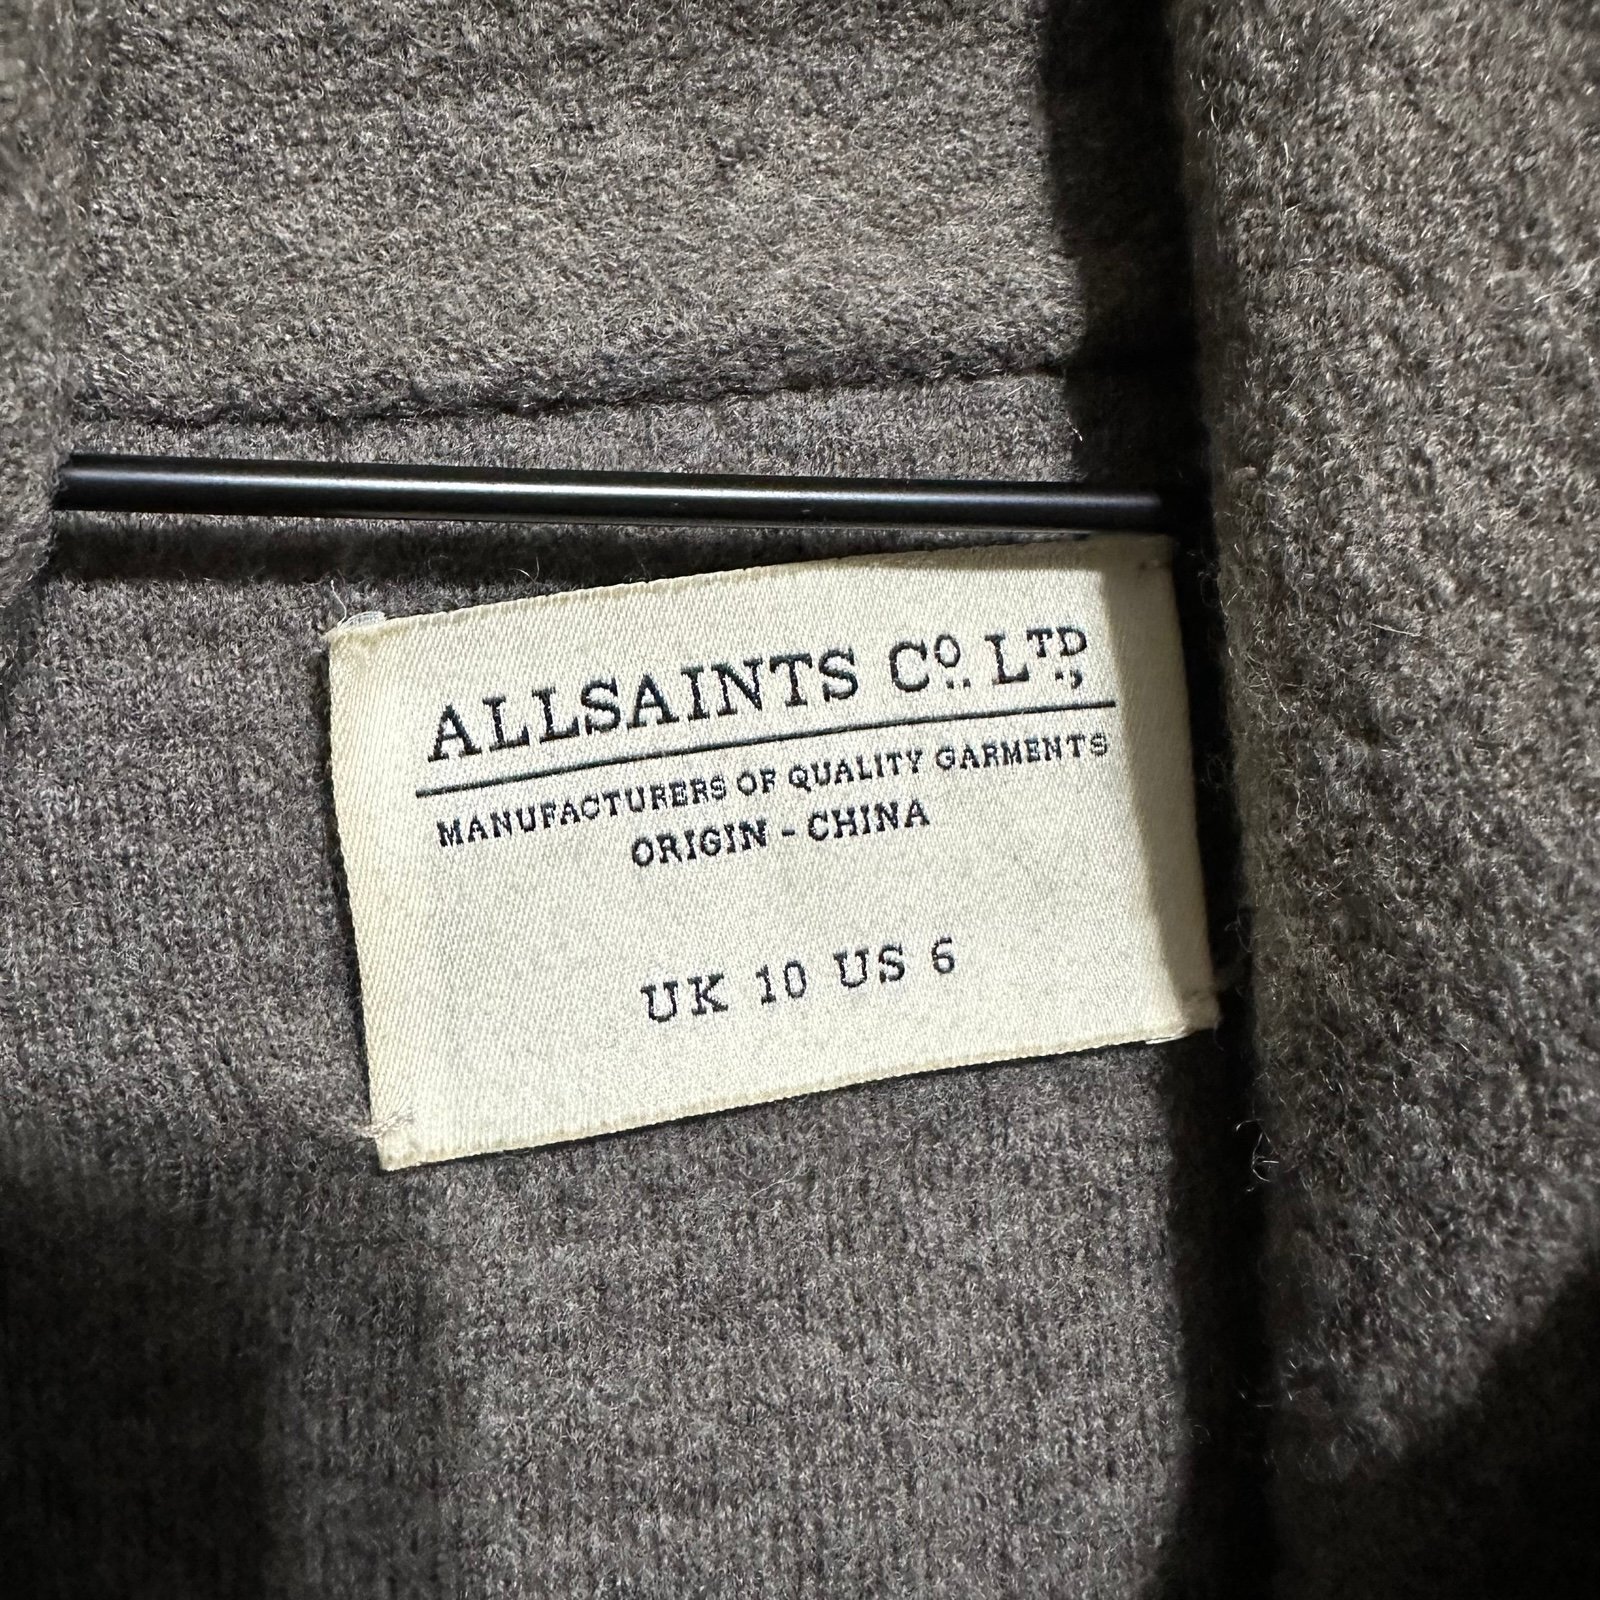 ALLSAINTS Co. LTD.,
MANUFACTURERS OF QUALITY GARMENTS
ORIGIN - CHINA
UK 10 US 6